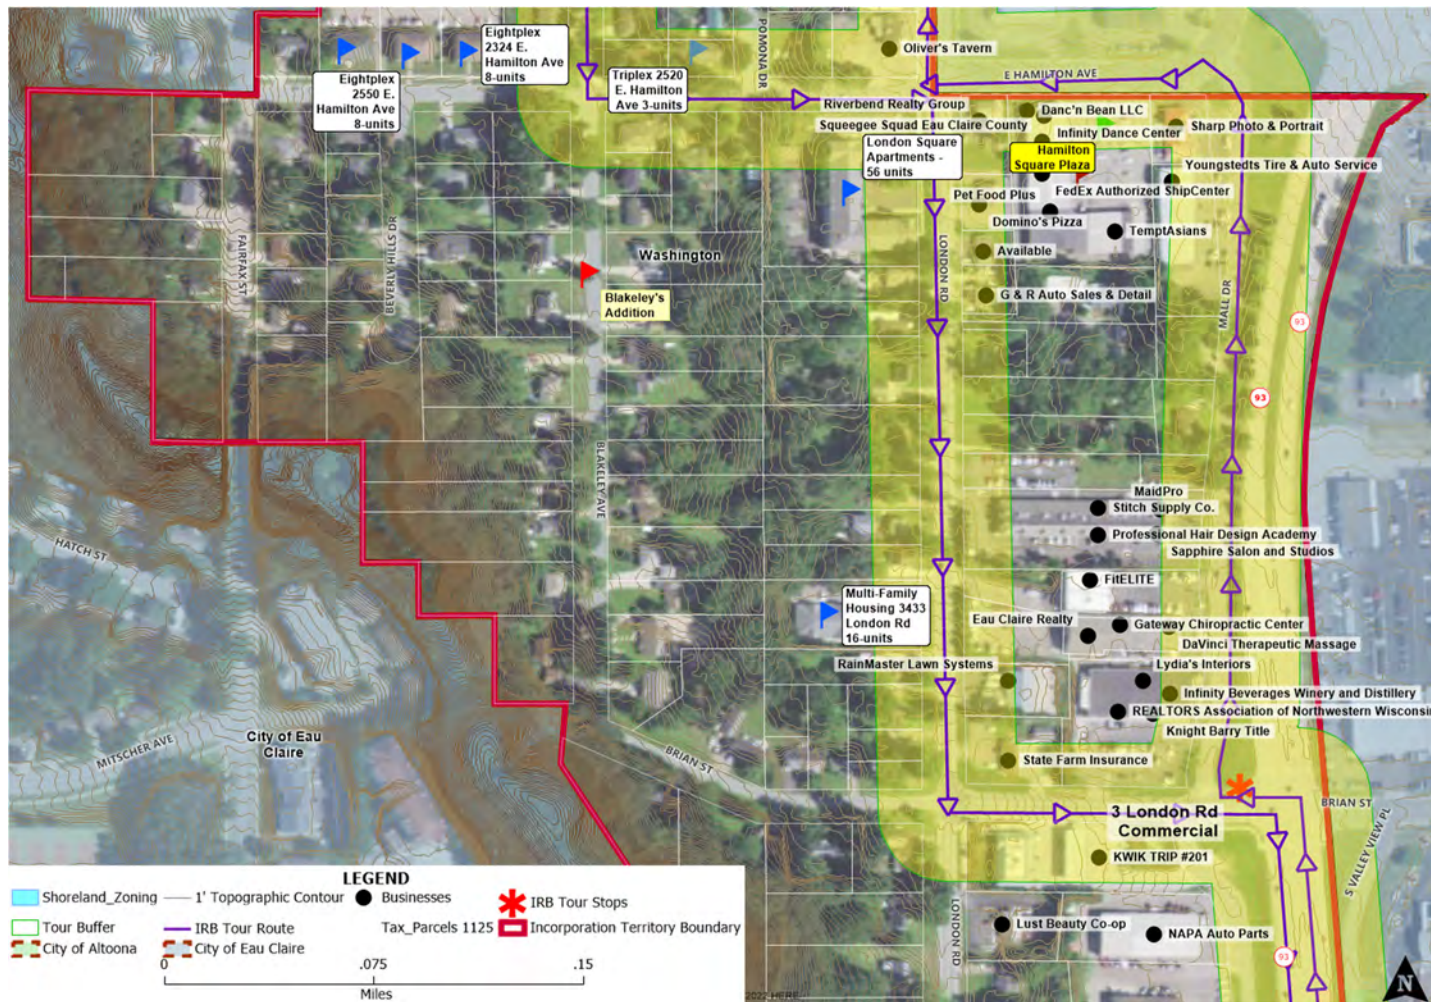 Eightplex
2324 E.
Hamilton Ave
8-units
Eightplex
2550 E.
Hamilton Ave
8-units
Triplex 2520
E. Hamilton
Ave 3-units
POMONA DR
Oliver's Tavern
E HAMILTON AVE
Riverbend Realty Group
Danc'n Bean LLC
Squeegee Squad Eau Claire County
Sharp Photo & Portrait
Infinity Dance Center
London Square
Apartments -
56 units
Hamilton
Square Plaza
Youngstedts Tire & Auto Service
FedEx Authorized ShipCenter
Pet Food Plus
Domino's Pizza
TemptAsians
FAIRFAX ST
BEVERLY HILLS DR
Washington
LONDON RD
Available
Blakeley's
Addition
G & R Auto Sales & Detail
MALL DR
93
93
BLAKELEY AVE
MaidPro
Stitch Supply Co.
Professional Hair Design Academy
Sapphire Salon and Studios
HATCH ST
FitELITE
Multi-Family
Housing 3433
London Rd
16-units
Eau Claire Realty
Gateway Chiropractic Center
DaVinci Therapeutic Massage
RainMaster Lawn Systems
Lydia's Interiors
Infinity Beverages Winery and Distillery
REALTORS Association of Northwestern Wisconsin
Knight Barry Title
MITSCHER AVE
City of Eau
Claire
BRIAN ST
State Farm Insurance
3 London Rd
Commercial
BRIAN ST
S VALLEY VIEW PL
KWIK TRIP #201
LONDON RD
Lust Beauty Co-op
NAPA Auto Parts
93
LEGEND
Shoreland_Zoning
1' Topographic Contour
Businesses
IRB Tour Stops
Tour Buffer
IRB Tour Route
Tax_Parcels 1125
Incorporation Territory Boundary
City of Altoona
City of Eau Claire
0 .075 .15
Miles
2022 HERE
N